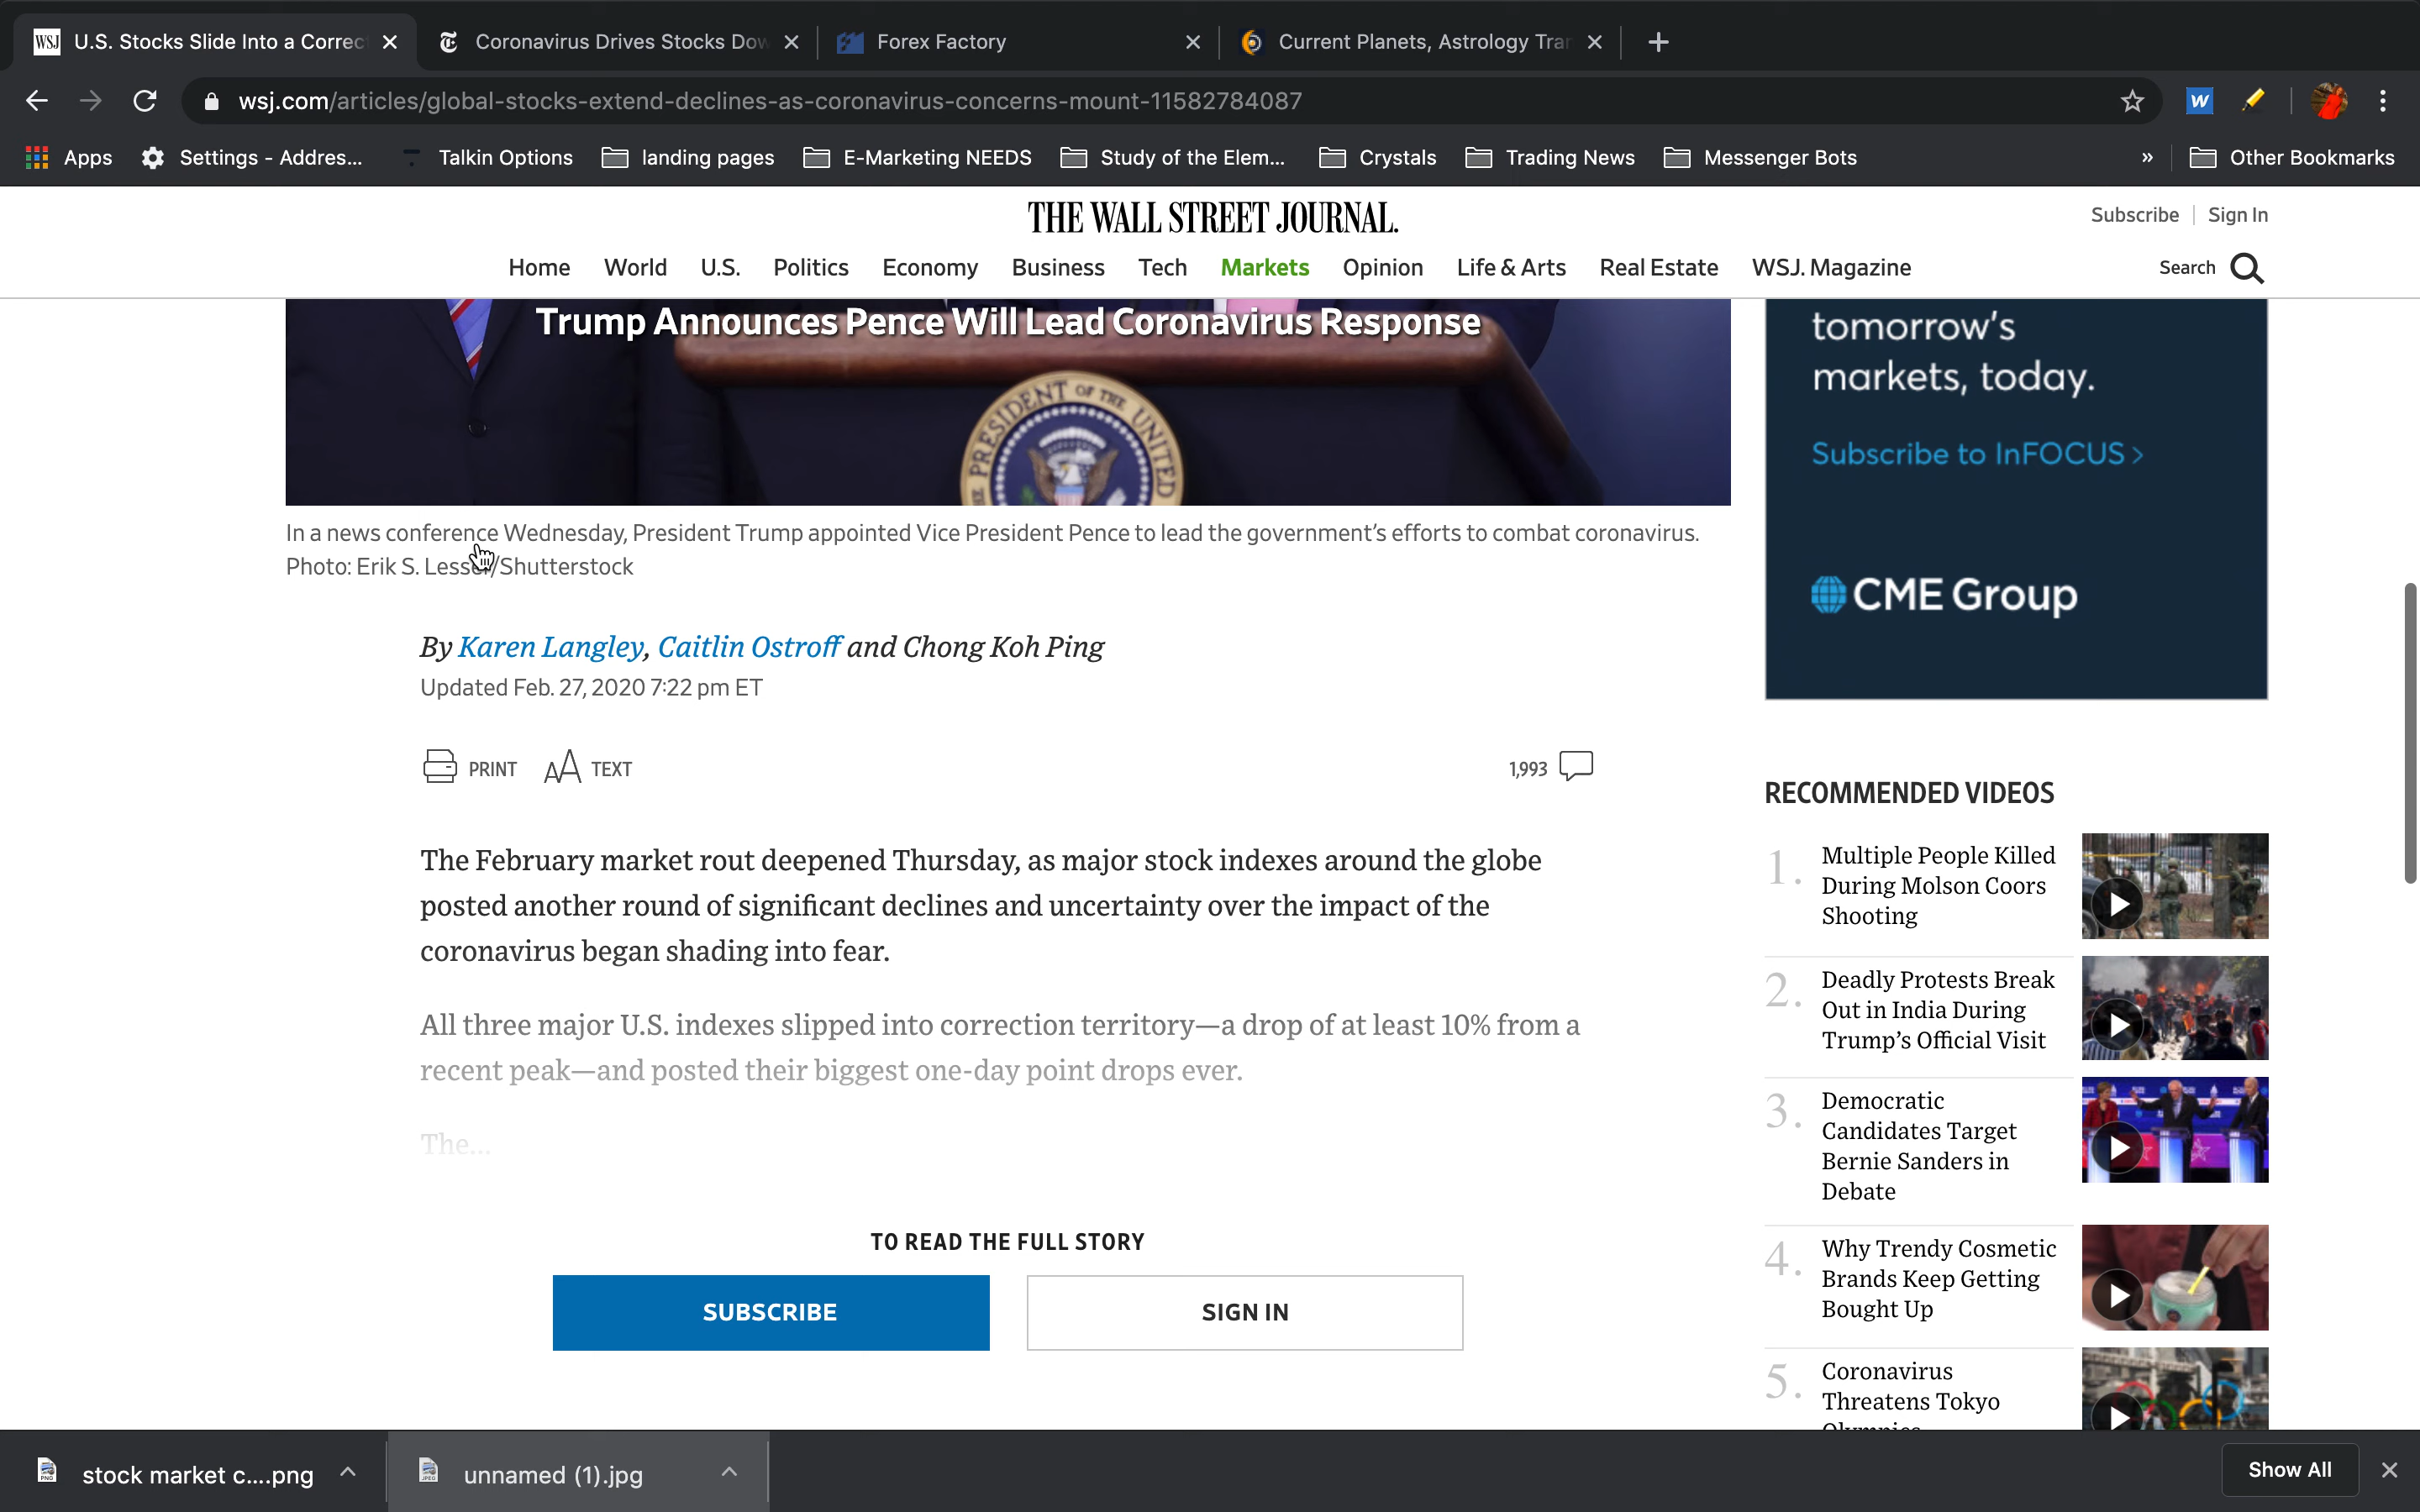 WSJ U.S. Stocks Slide Into a Correc
Coronavirus Drives Stocks Dow
Forex Factory
Current Planets, Astrology Tran
wsj.com/articles/global-stocks-extend-declines-as-coronavirus-concerns-mount-11582784087
Apps
Settings - Addres...
Talkin Options
landing pages
E-Marketing NEEDS
Study of the Elem...
Crystals
Trading News
Messenger Bots
»
Other Bookmarks
THE WALL STREET JOURNAL.
Subscribe
Sign In
Home World U.S. Politics Economy Business Tech Markets Opinion Life & Arts Real Estate WSJ. Magazine
Search
Trump Announces Pence Will Lead Coronavirus Response
PRESIDENT OF THE UNITED
In a news conference Wednesday, President Trump appointed Vice President Pence to lead the government's efforts to combat coronavirus.
Photo: Erik S. Lesser/Shutterstock
By Karen Langley, Caitlin Ostroff and Chong Koh Ping
Updated Feb. 27, 2020 7:22 pm ET
PRINT
AA TEXT
1,993
The February market rout deepened Thursday, as major stock indexes around the globe
posted another round of significant declines and uncertainty over the impact of the
coronavirus began shading into fear.
All three major U.S. indexes slipped into correction territory—a drop of at least 10% from a
recent peak—and posted their biggest one-day point drops ever.
The...
TO READ THE FULL STORY
SUBSCRIBE
SIGN IN
tomorrow's
markets, today.
Subscribe to InFOCUS >
CME Group
RECOMMENDED VIDEOS
1. Multiple People Killed
During Molson Coors
Shooting
2. Deadly Protests Break
Out in India During
Trump's Official Visit
3. Democratic
Candidates Target
Bernie Sanders in
Debate
4. Why Trendy Cosmetic
Brands Keep Getting
Bought Up
5. Coronavirus
Threatens Tokyo
Olympics
stock market c....png
unnamed (1).jpg
Show All